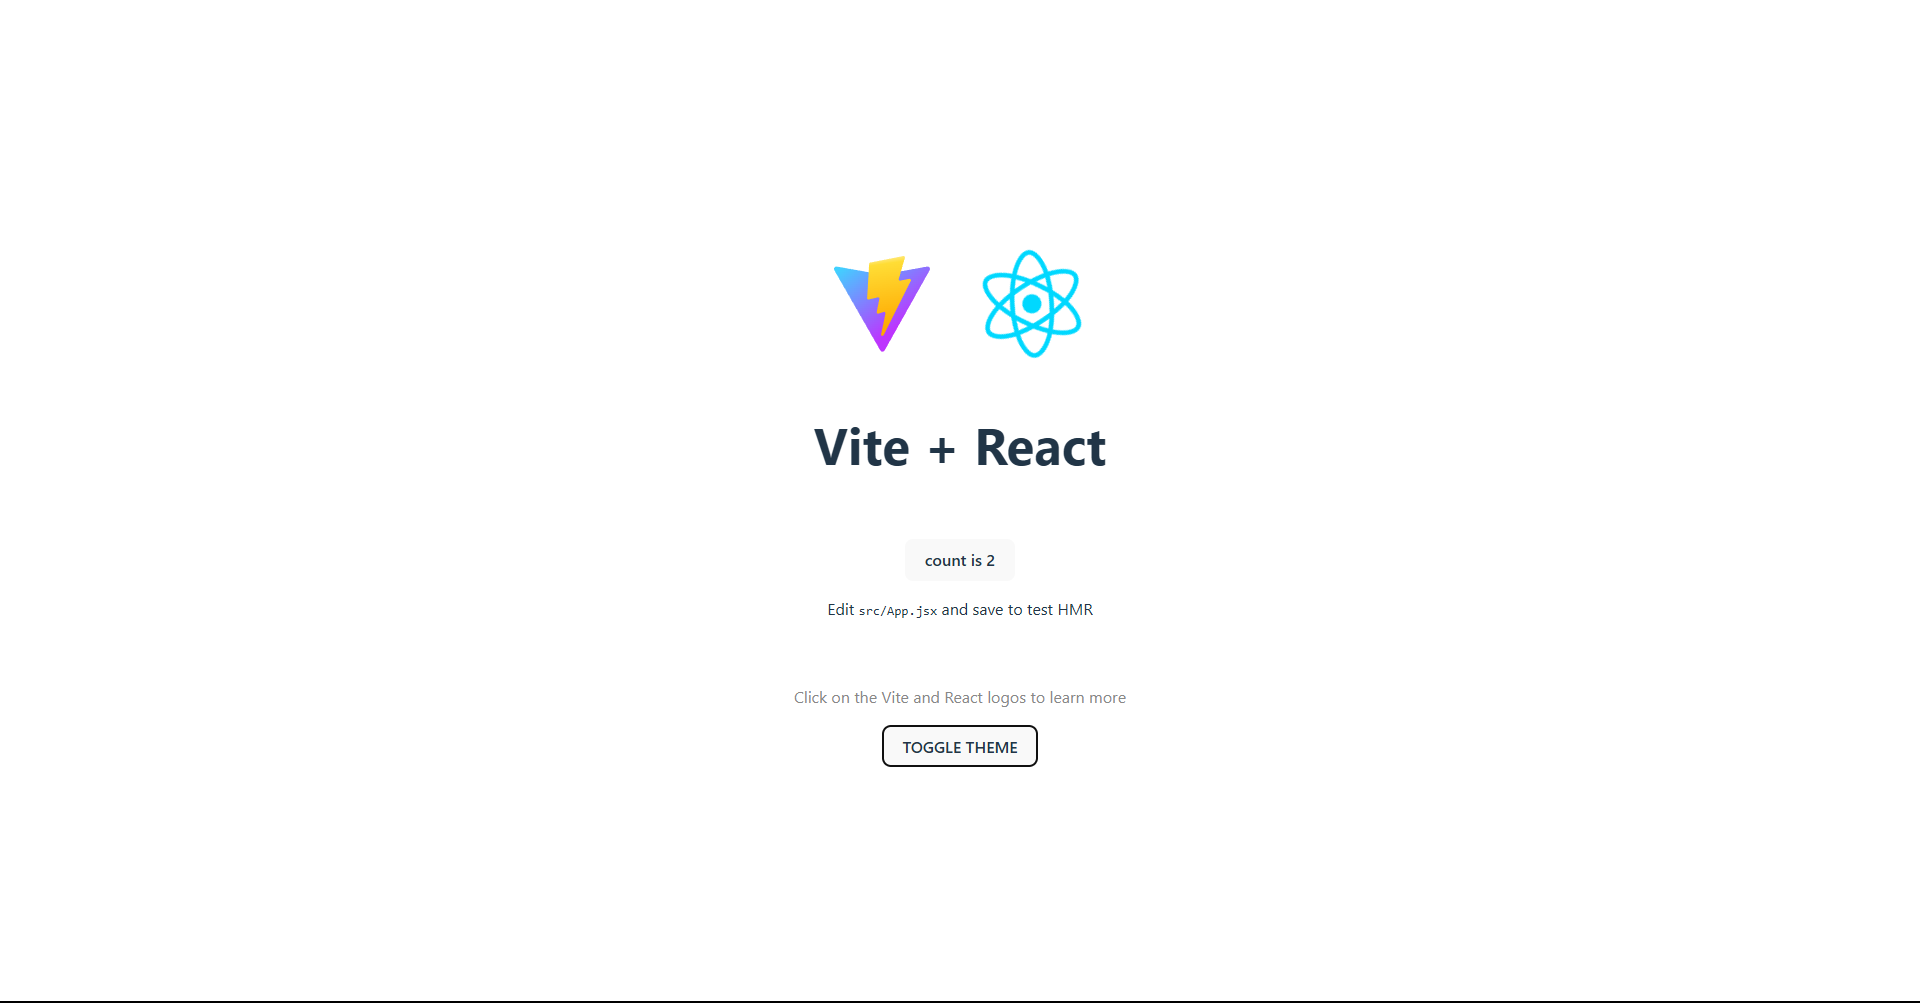 Vite + React
count is 2
Edit src/App.jsx and save to test HMR
Click on the Vite and React logos to learn more
TOGGLE THEME